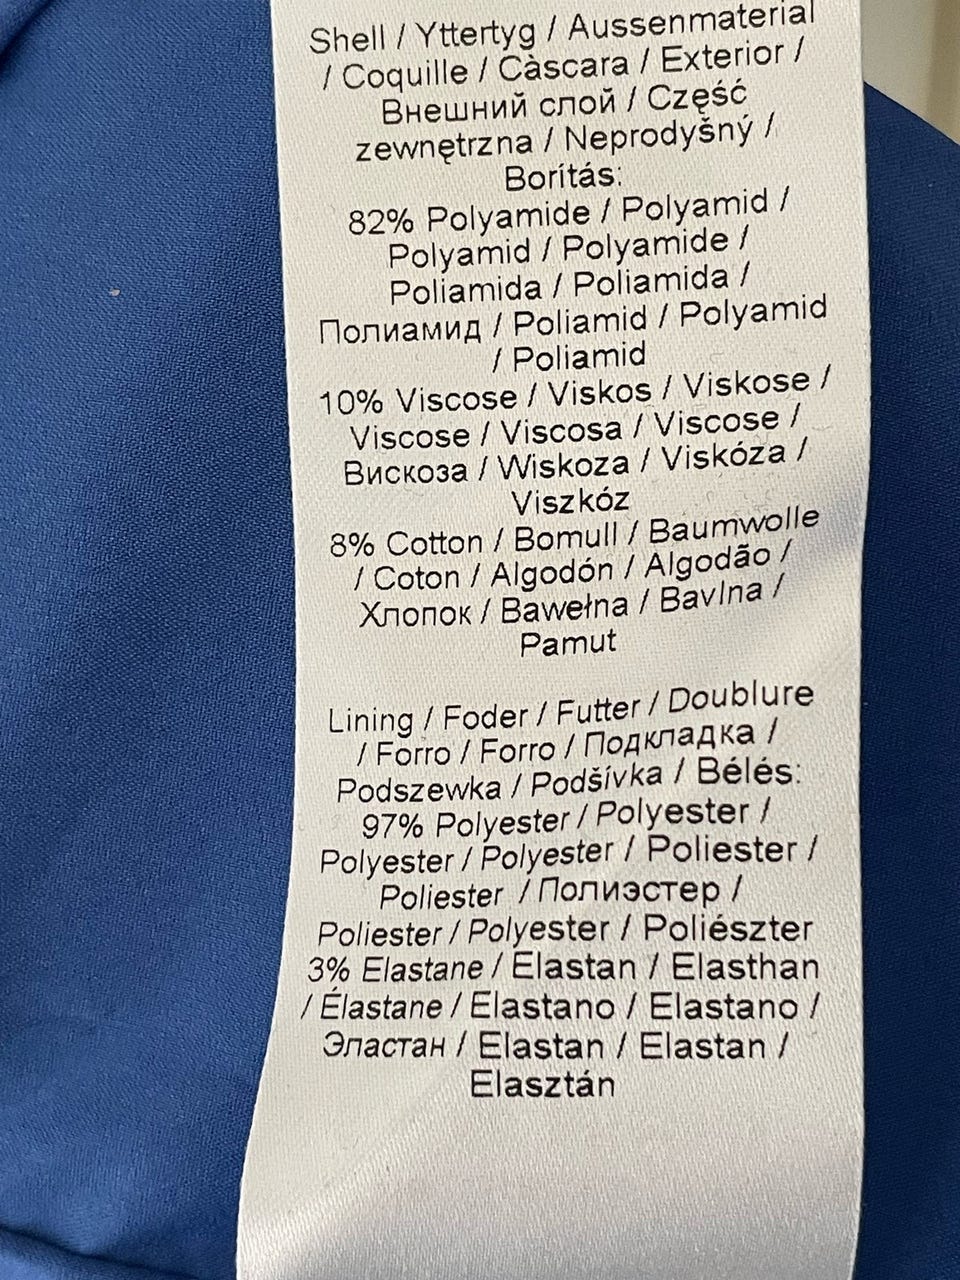 Shell / Yttertyg / Aussenmaterial
/ Coquille / Càscara / Exterior /
Внешний слой / Część
zewnętrzna / Neprodyšný /
Borítás:
82% Polyamide / Polyamid /
Polyamid / Polyamide /
Poliamida / Poliamida /
Полиамид / Poliamid / Polyamid
/ Poliamid
10% Viscose / Viskos / Viskose /
Viscose / Viscosa / Viscose /
Вискоза / Wiskoza / Viskóza /
Viszkóz
8% Cotton / Bomull / Baumwolle
/ Coton / Algodón / Algodão /
Хлопок / Bawełna / Bavlna /
Pamut
Lining / Foder / Futter / Doublure
/ Forro / Forro / Подкладка /
Podszewka / Podšívka / Bélés:
97% Polyester / Polyester /
Polyester / Polyester / Poliester /
Poliester / Полиэстер /
Poliester / Polyester / Poliészter
3% Elastane / Elastan / Elasthan
/ Élastane / Elastano / Elastano /
Эластан / Elastan / Elastan /
Elasztán